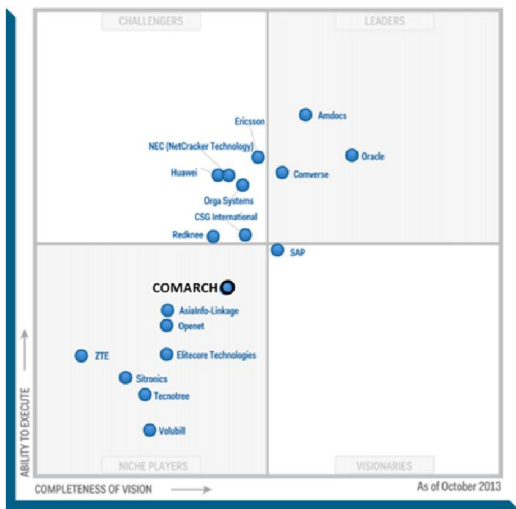 CHALLENGERS
LEADERS
Amdocs
Ericsson
NEC (NetCracker Technology)
Oracle
Huawei
Comverse
Orga Systems
CSG International
Redknee
SAP
COMARCH
AsiaInfo-Linkage
Openet
ZTE
Elitecore Technologies
Sitronics
Tecnotree
Volubill
ABILITY TO EXECUTE
NICHE PLAYERS
VISIONARIES
COMPLETENESS OF VISION
As of October 2013